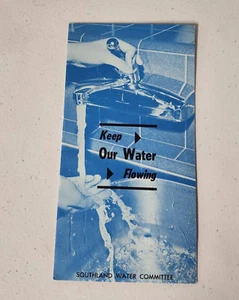 Keep
Our Water
Flowing
SOUTHLAND WATER COMMITTEE